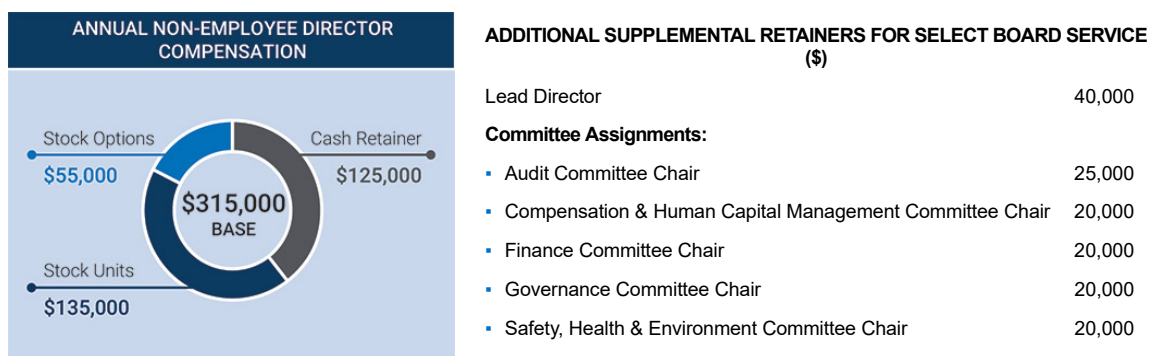 ANNUAL NON-EMPLOYEE DIRECTOR
COMPENSATION
Stock Options
$55,000
Cash Retainer
$125,000
$315,000
BASE
Stock Units
$135,000
ADDITIONAL SUPPLEMENTAL RETAINERS FOR SELECT BOARD SERVICE
($)
Lead Director 40,000
Committee Assignments:
▪ Audit Committee Chair 25,000
▪ Compensation & Human Capital Management Committee Chair 20,000
▪ Finance Committee Chair 20,000
▪ Governance Committee Chair 20,000
▪ Safety, Health & Environment Committee Chair 20,000